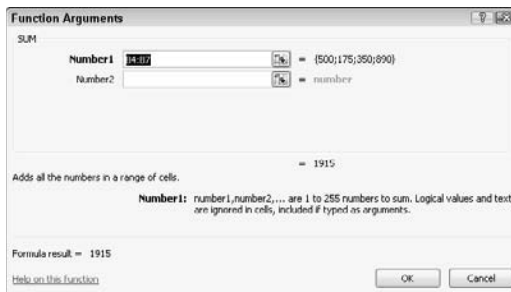 Function Arguments
SUM
Number1 B4:B7 = {500;175;350;890}
Number2 = number
= 1915
Adds all the numbers in a range of cells.
Number1: number1,number2,... are 1 to 255 numbers to sum. Logical values and text
are ignored in cells, included if typed as arguments.
Formula result = 1915
Help on this function
OK Cancel